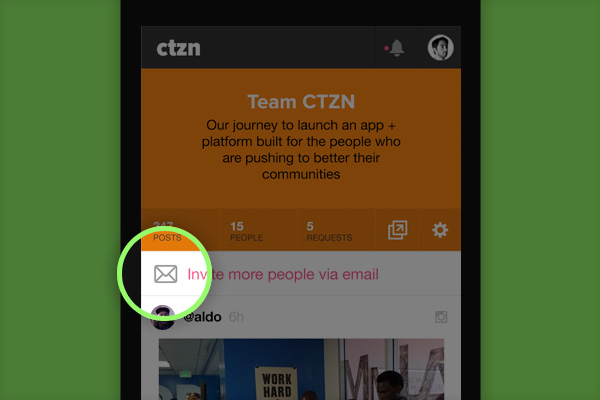 ctzn
Team CTZN
Our journey to launch an app +
platform built for the people who
are pushing to better their
communities
247 15 5
POSTS PEOPLE REQUESTS
Invite more people via email
@aldo 6h
WORK
HARD